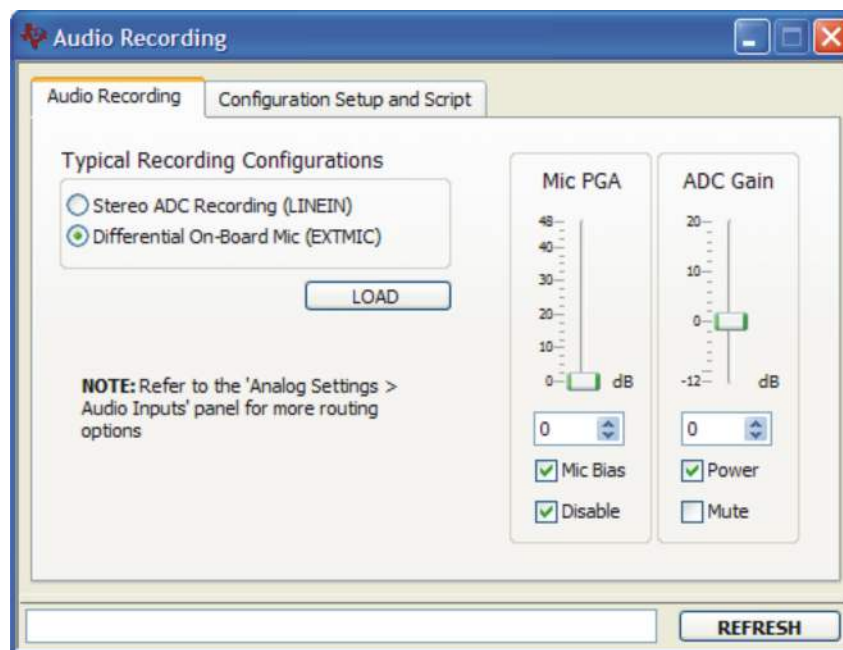 Audio Recording
Audio Recording
Configuration Setup and Script
Typical Recording Configurations
Stereo ADC Recording (LINEIN)
Differential On-Board Mic (EXTMIC)
LOAD
NOTE: Refer to the 'Analog Settings >
Audio Inputs' panel for more routing
options
Mic PGA
48
40
30
20
10
0
dB
0
Mic Bias
Disable
ADC Gain
20
10
0
-12
dB
0
Power
Mute
REFRESH